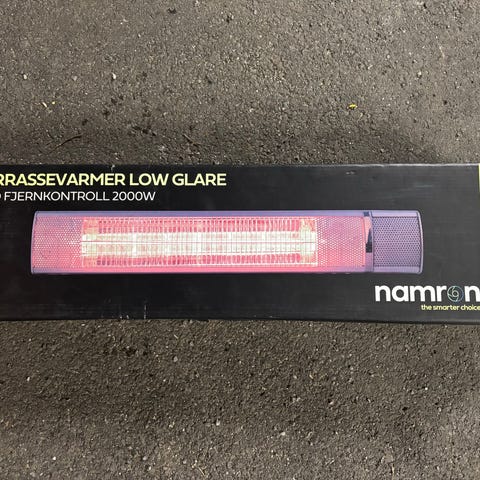 RRASSEVARMER LOW GLARE
FJERNKONTROLL 2000W
namron
the smarter choice